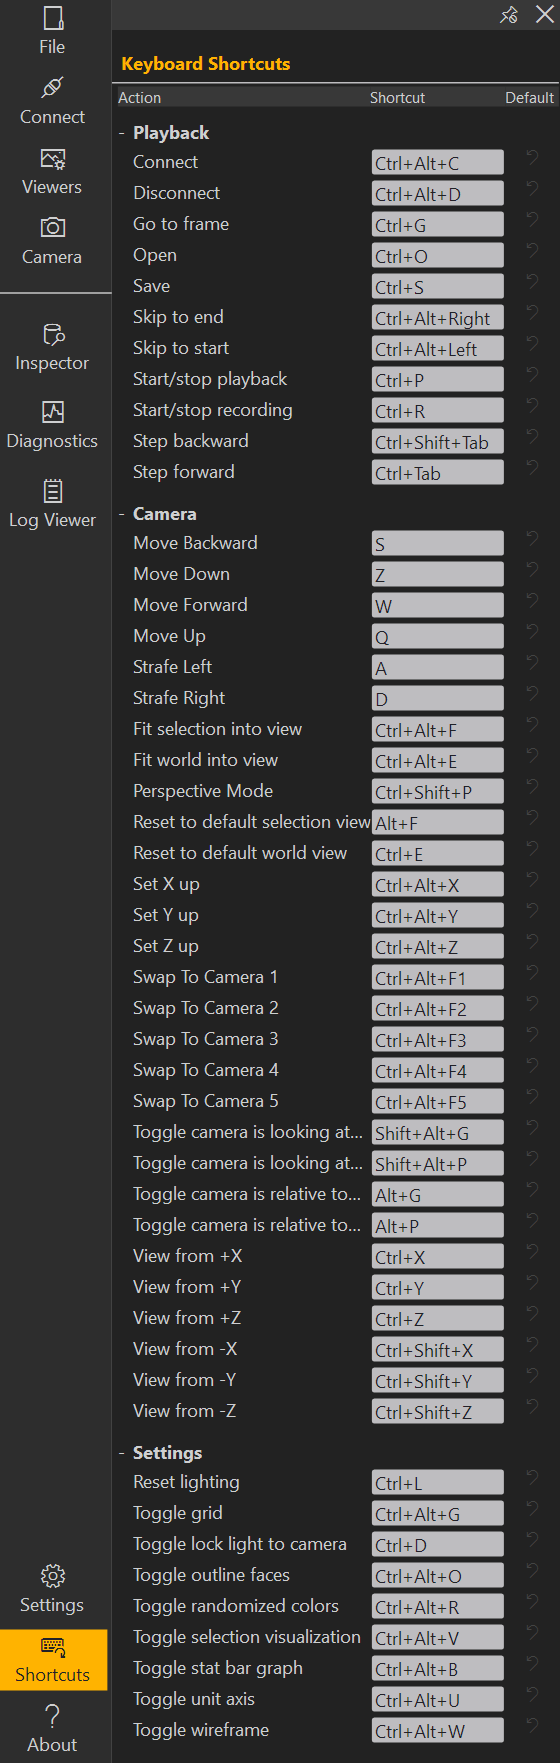 File
Connect
Viewers
Camera
Inspector
Diagnostics
Log Viewer
Settings
Shortcuts
About
Keyboard Shortcuts
Action Shortcut Default
- Playback
Connect Ctrl+Alt+C
Disconnect Ctrl+Alt+D
Go to frame Ctrl+G
Open Ctrl+O
Save Ctrl+S
Skip to end Ctrl+Alt+Right
Skip to start Ctrl+Alt+Left
Start/stop playback Ctrl+P
Start/stop recording Ctrl+R
Step backward Ctrl+Shift+Tab
Step forward Ctrl+Tab
- Camera
Move Backward S
Move Down Z
Move Forward W
Move Up Q
Strafe Left A
Strafe Right D
Fit selection into view Ctrl+Alt+F
Fit world into view Ctrl+Alt+E
Perspective Mode Ctrl+Shift+P
Reset to default selection view Alt+F
Reset to default world view Ctrl+E
Set X up Ctrl+Alt+X
Set Y up Ctrl+Alt+Y
Set Z up Ctrl+Alt+Z
Swap To Camera 1 Ctrl+Alt+F1
Swap To Camera 2 Ctrl+Alt+F2
Swap To Camera 3 Ctrl+Alt+F3
Swap To Camera 4 Ctrl+Alt+F4
Swap To Camera 5 Ctrl+Alt+F5
Toggle camera is looking at... Shift+Alt+G
Toggle camera is looking at... Shift+Alt+P
Toggle camera is relative to... Alt+G
Toggle camera is relative to... Alt+P
View from +X Ctrl+X
View from +Y Ctrl+Y
View from +Z Ctrl+Z
View from -X Ctrl+Shift+X
View from -Y Ctrl+Shift+Y
View from -Z Ctrl+Shift+Z
- Settings
Reset lighting Ctrl+L
Toggle grid Ctrl+Alt+G
Toggle lock light to camera Ctrl+D
Toggle outline faces Ctrl+Alt+O
Toggle randomized colors Ctrl+Alt+R
Toggle selection visualization Ctrl+Alt+V
Toggle stat bar graph Ctrl+Alt+B
Toggle unit axis Ctrl+Alt+U
Toggle wireframe Ctrl+Alt+W